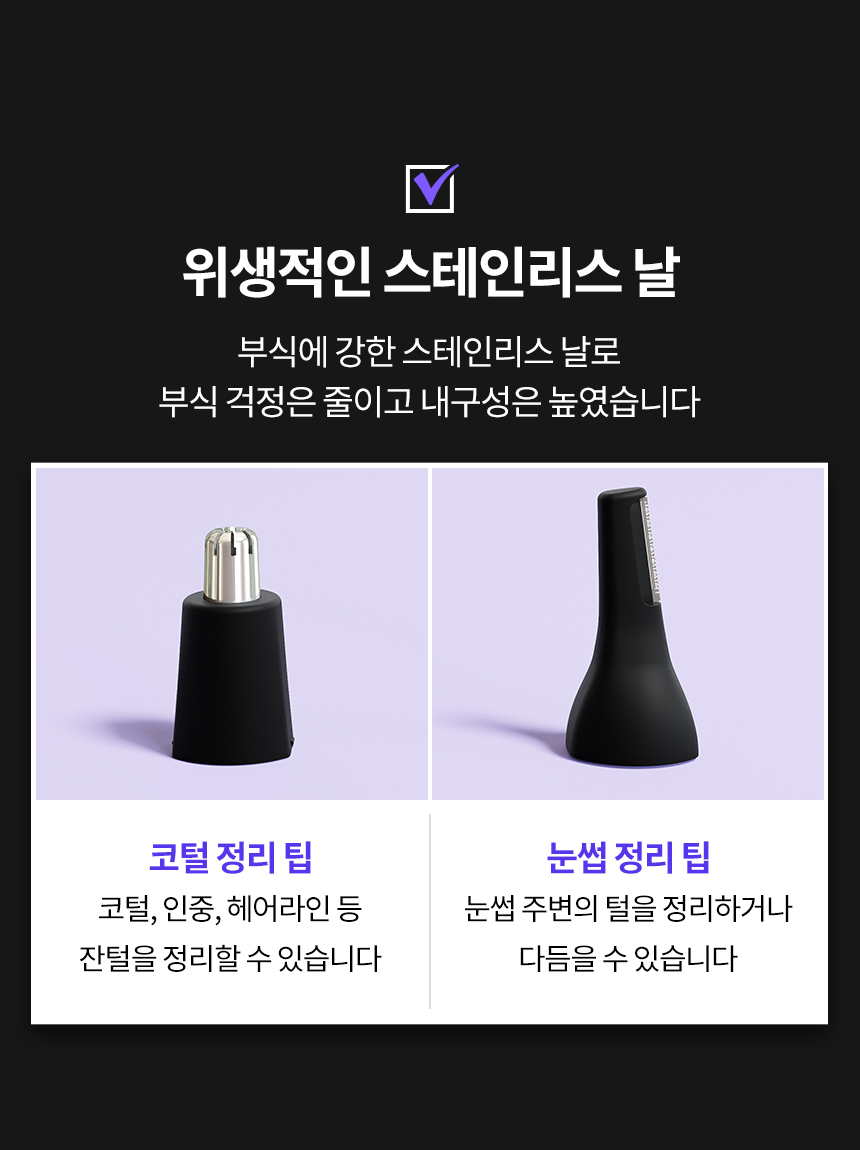 위생적인 스테인리스 날
부식에 강한 스테인리스 날로
부식 걱정은 줄이고 내구성은 높였습니다
코털 정리 팁
코털, 인중, 헤어라인 등
잔털을 정리할 수 있습니다
눈썹 정리 팁
눈썹 주변의 털을 정리하거나
다듬을 수 있습니다